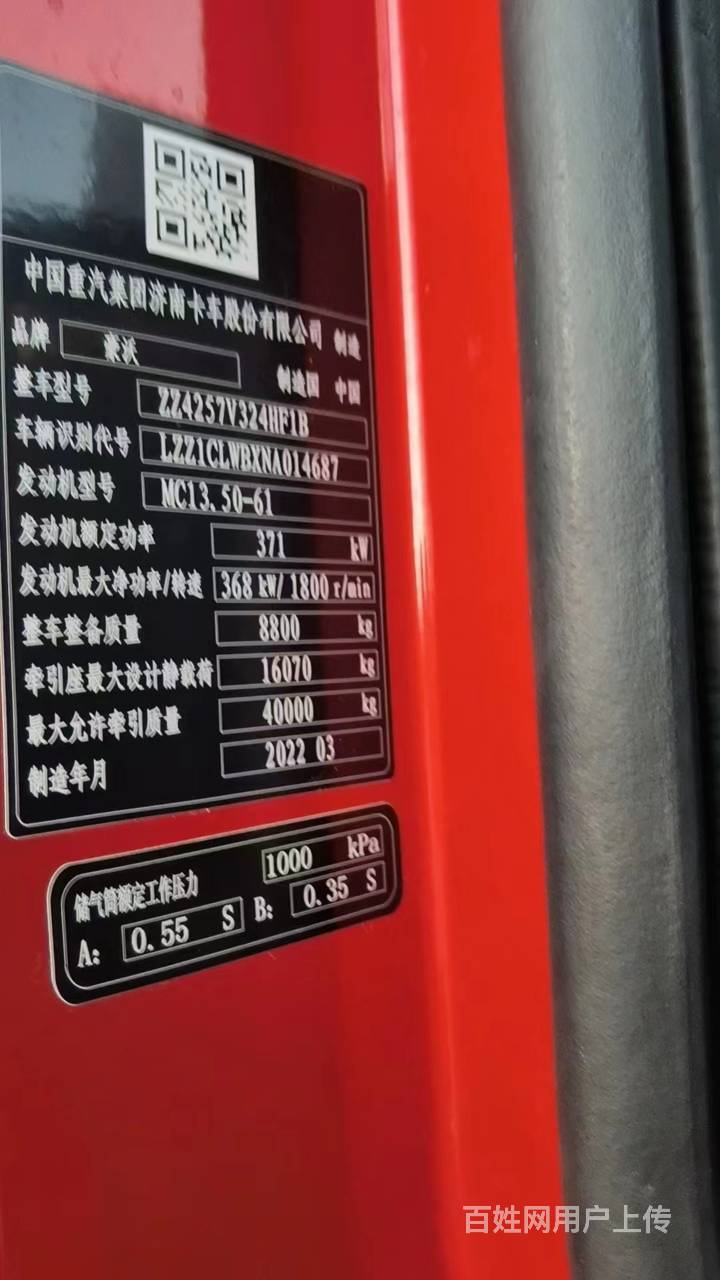 中国重汽集团济南卡车股份有限公司 制造
品牌 豪沃 制造国 中国
整车型号 ZZ4257V324HF1B
车辆识别代号 LZZ1CLWBXNA014687
发动机型号 MC13.50-61
发动机额定功率 371 kW
发动机最大净功率/转速 368 kW/ 1800 r/min
整车整备质量 8800 kg
牵引座最大设计静载荷 16070 kg
最大允许牵引质量 40000 kg
制造年月 2022 03
储气筒额定工作压力 1000 kPa
A: 0.55 S B: 0.35 S
百姓网用户上传